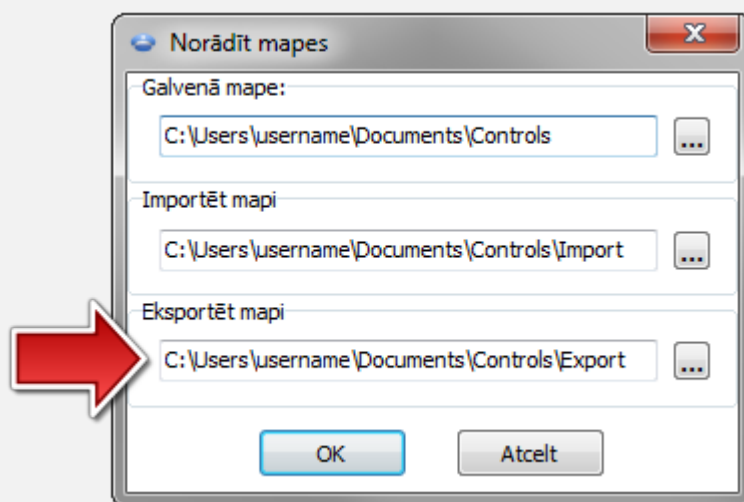 Norādīt mapes
Galvenā mape:
C:\Users\username\Documents\Controls
...
Importēt mapi
C:\Users\username\Documents\Controls\Import
...
Eksportēt mapi
C:\Users\username\Documents\Controls\Export
...
OK
Atcelt